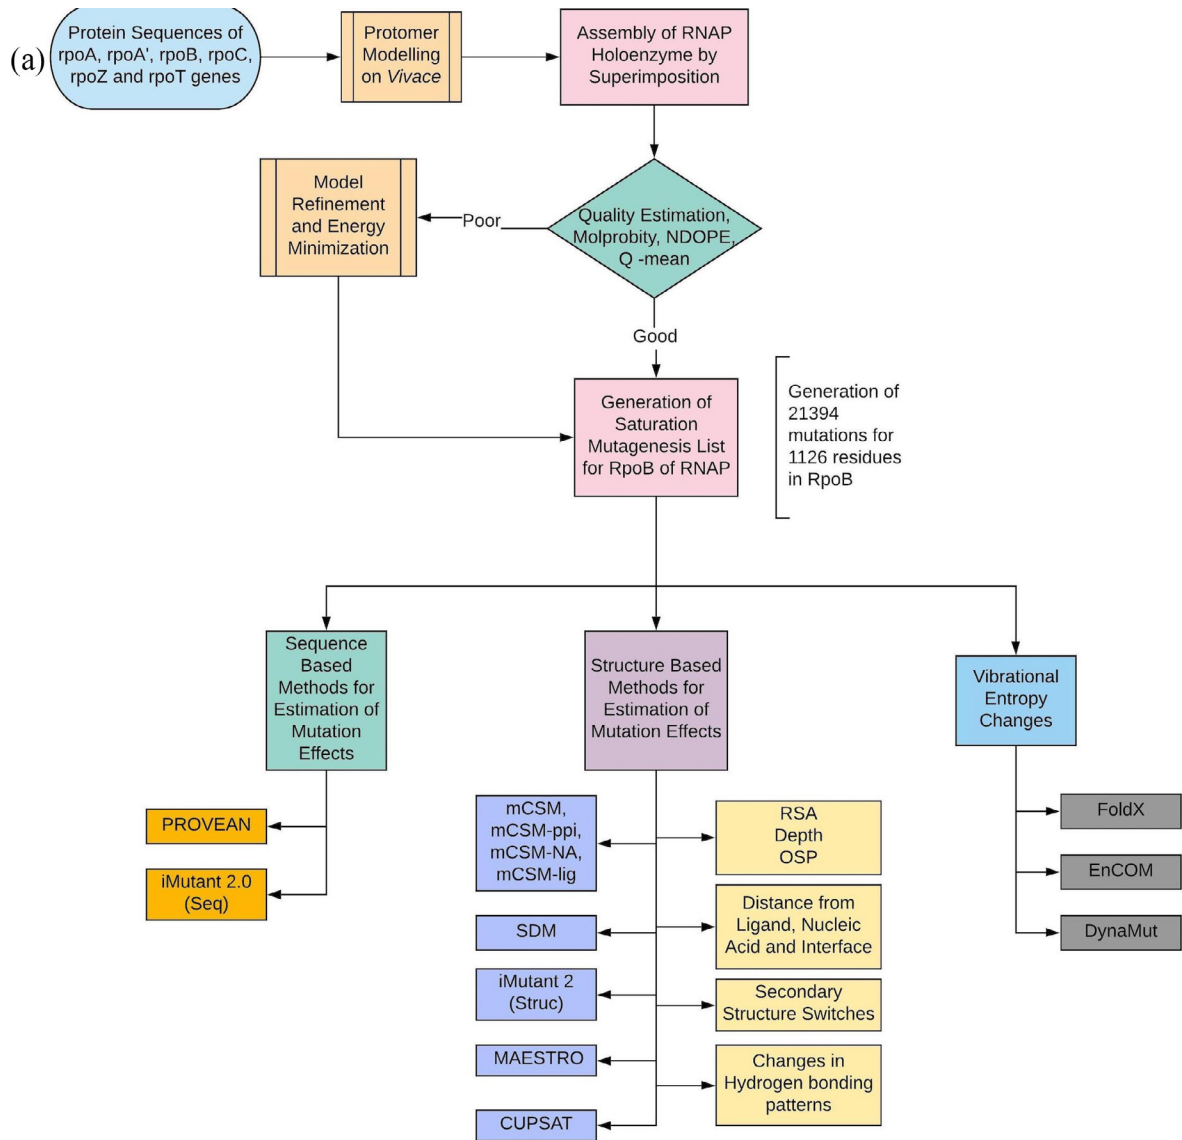 (a)
Protein Sequences of
rpoA, rpoA', rpoB, rpoC,
rpoZ and rpoT genes
Protomer
Modelling
on Vivace
Assembly of RNAP
Holoenzyme by
Superimposition
Model
Refinement
and Energy
Minimization
Poor
Quality Estimation,
Molprobity, NDOPE,
Q -mean
Good
Generation of
Saturation
Mutagenesis List
for RpoB of RNAP
Generation of
21394
mutations for
1126 residues
in RpoB
Sequence
Based
Methods for
Estimation of
Mutation
Effects
Structure Based
Methods for
Estimation of
Mutation Effects
Vibrational
Entropy
Changes
PROVEAN
iMutant 2.0
(Seq)
mCSM,
mCSM-ppi,
mCSM-NA,
mCSM-lig
SDM
iMutant 2
(Struc)
MAESTRO
CUPSAT
RSA
Depth
OSP
Distance from
Ligand, Nucleic
Acid and Interface
Secondary
Structure Switches
Changes in
Hydrogen bonding
patterns
FoldX
EnCOM
DynaMut